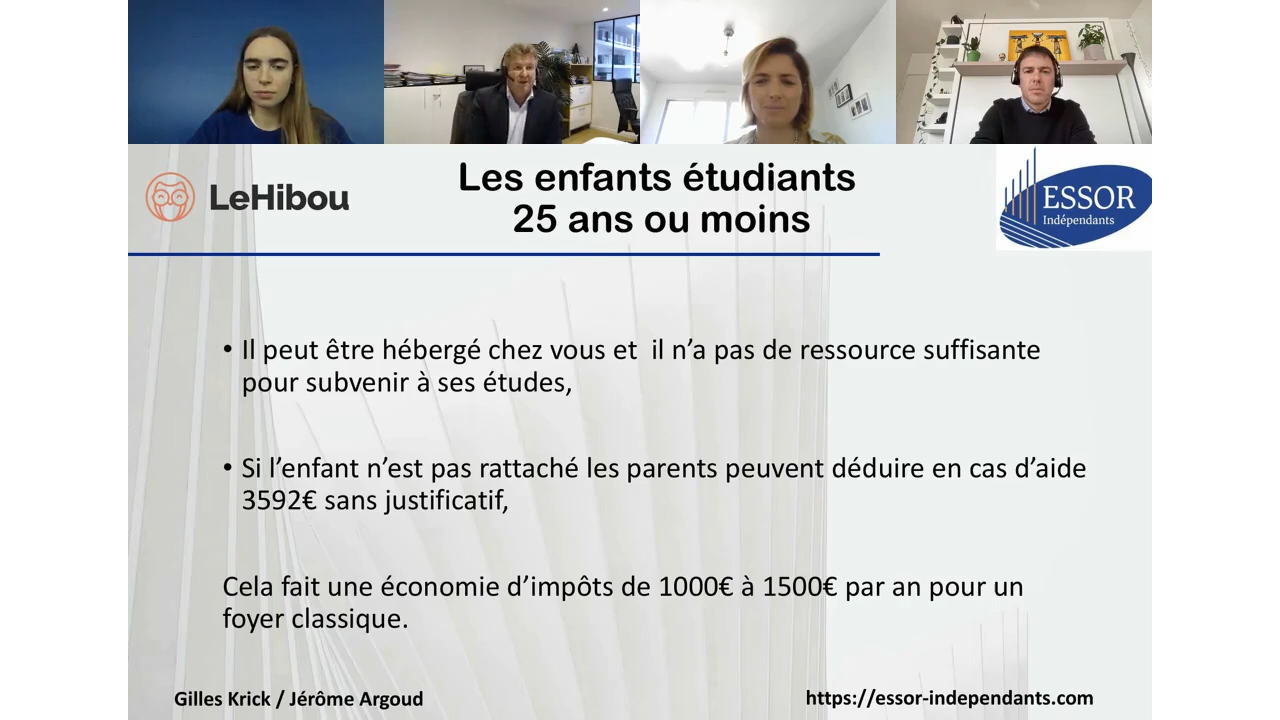 LeHibou
Les enfants étudiants
25 ans ou moins
ESSOR
Indépendants
• Il peut être hébergé chez vous et  il n’a pas de ressource suffisante
pour subvenir à ses études,
• Si l’enfant n’est pas rattaché les parents peuvent déduire en cas d’aide
3592€ sans justificatif,
Cela fait une économie d’impôts de 1000€ à 1500€ par an pour un
foyer classique.
Gilles Krick / Jérôme Argoud
https://essor-independants.com